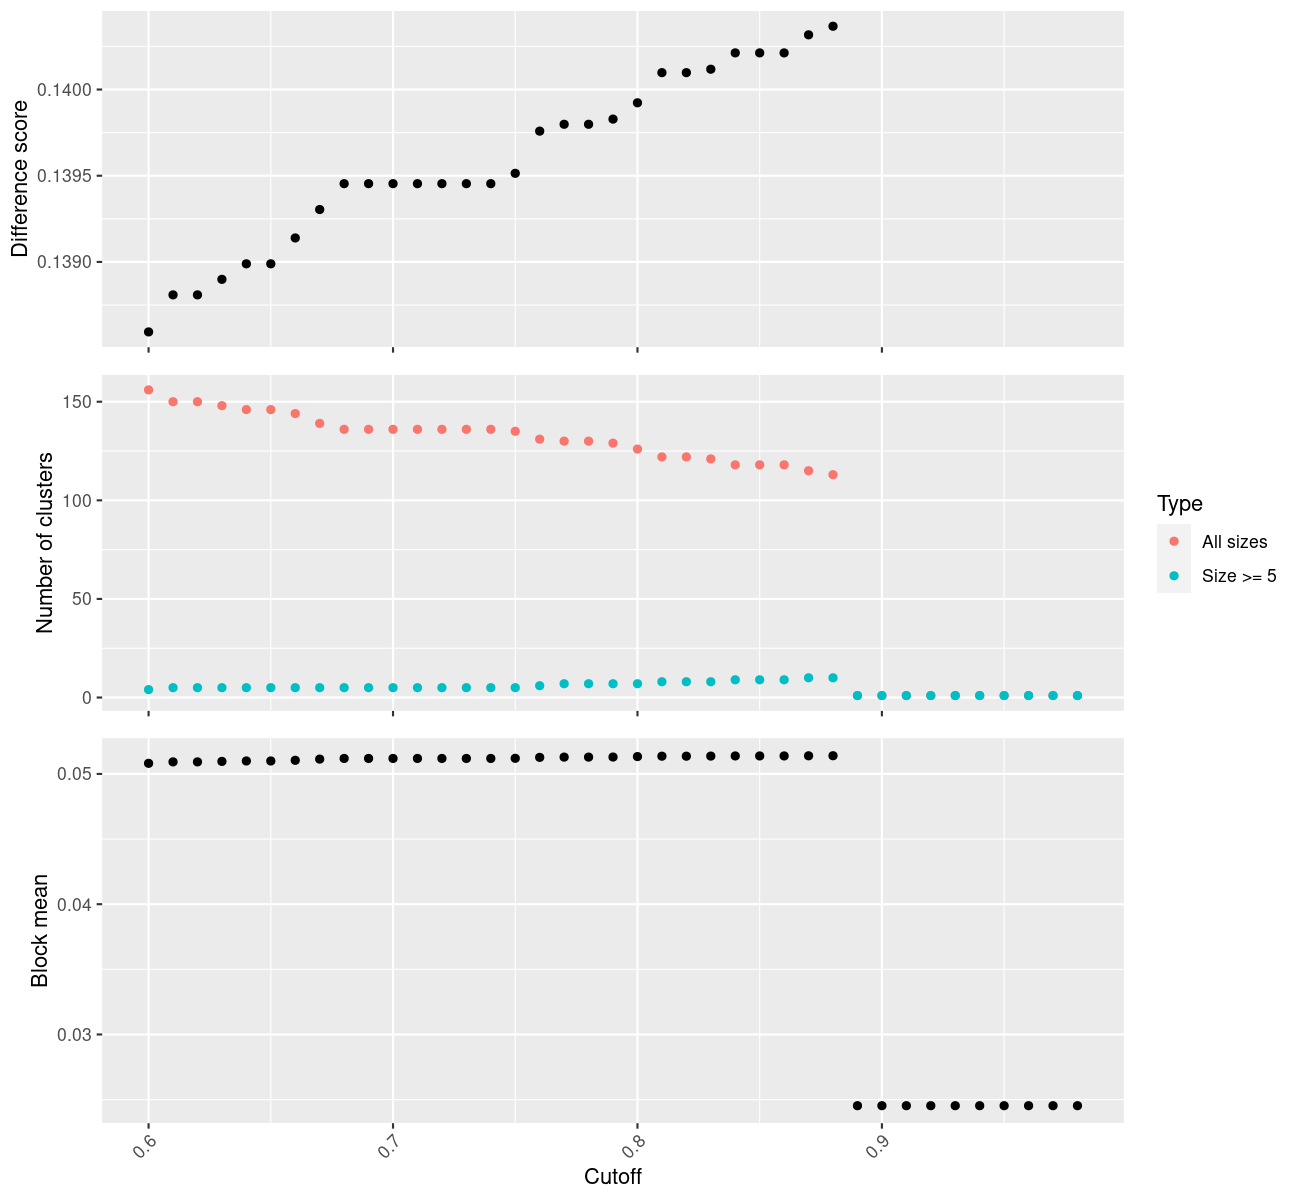 Difference score
0.1400
0.1395
0.1390
Number of clusters
150
100
50
0
Type
All sizes
Size >= 5
Block mean
0.05
0.04
0.03
0.6
0.7
0.8
0.9
Cutoff